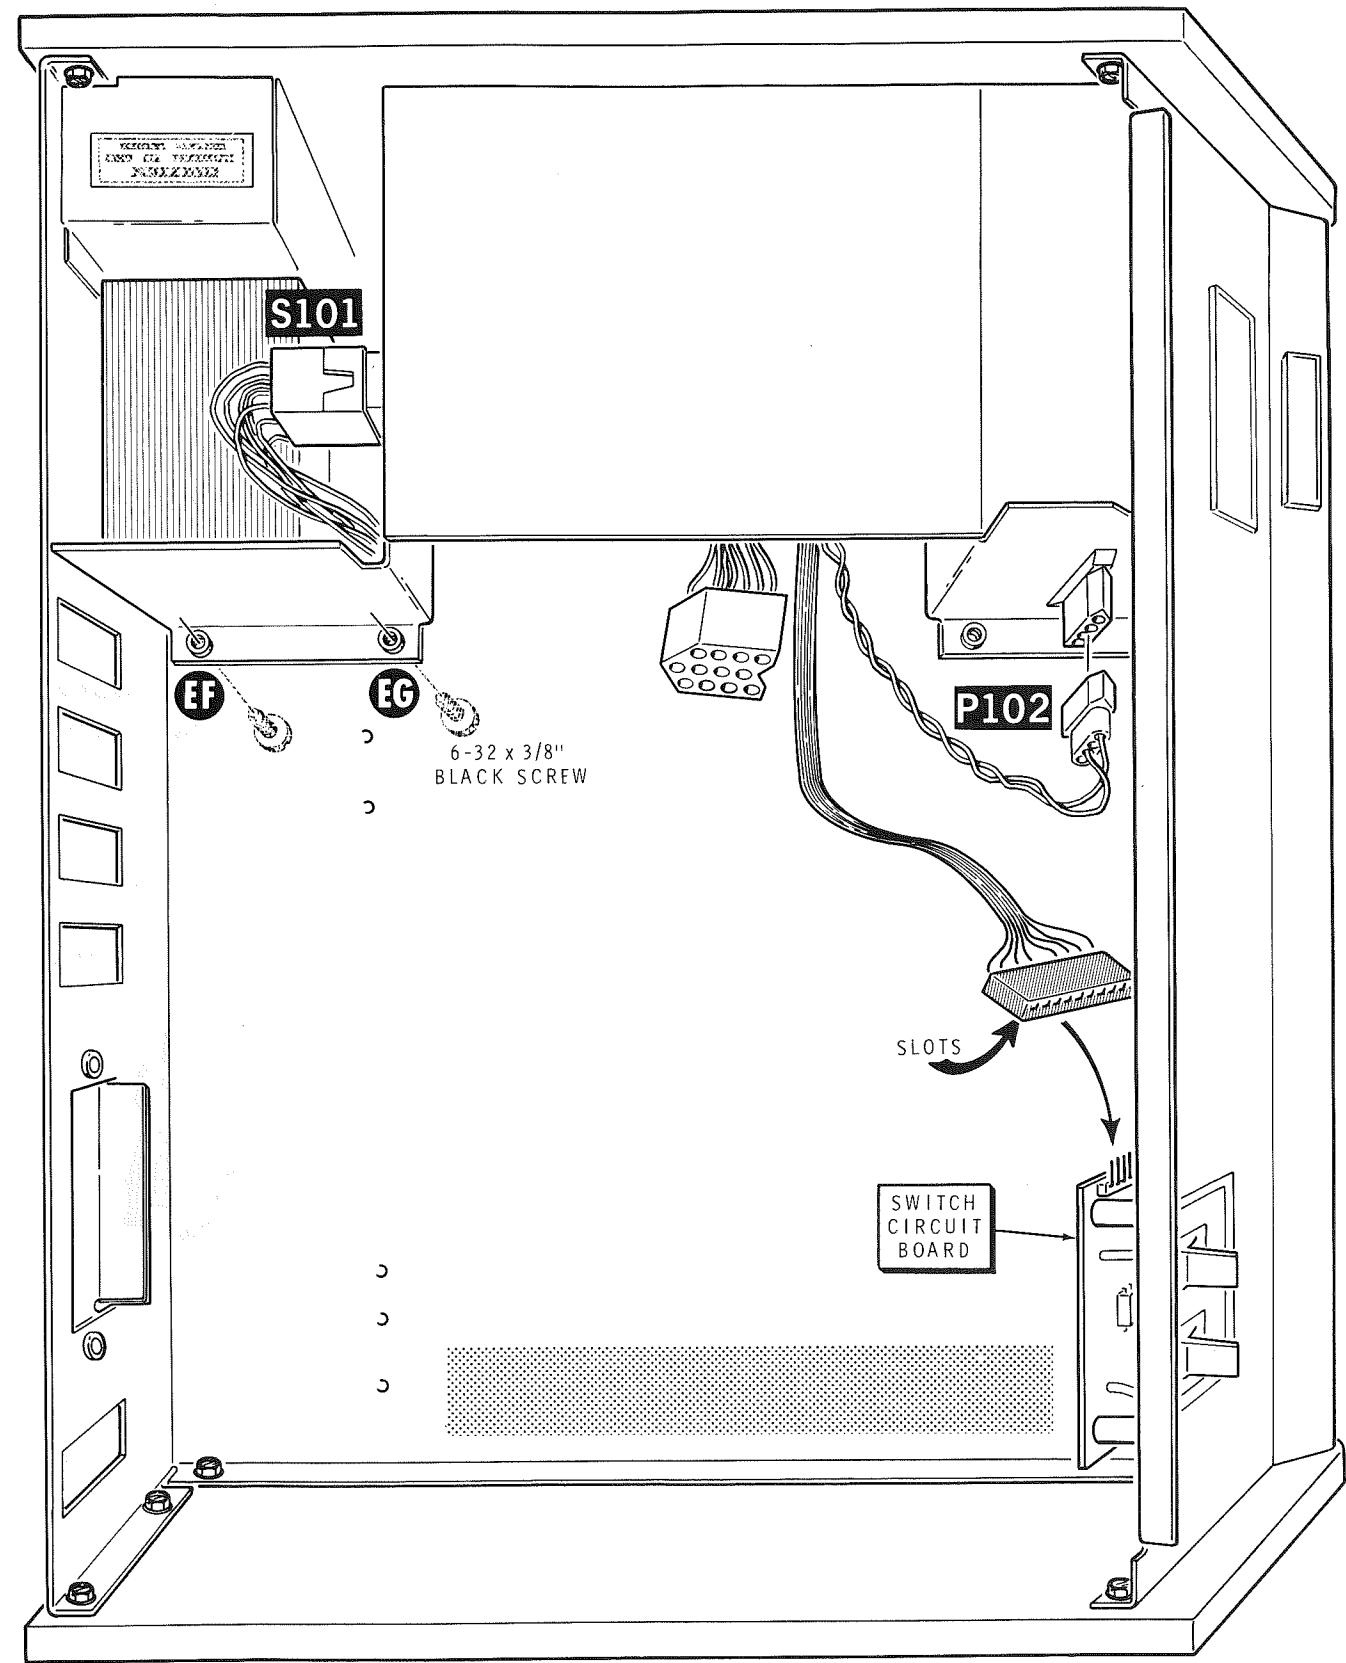 S101
EF
EG
6-32 x 3/8"
BLACK SCREW
P102
SLOTS
SWITCH
CIRCUIT
BOARD